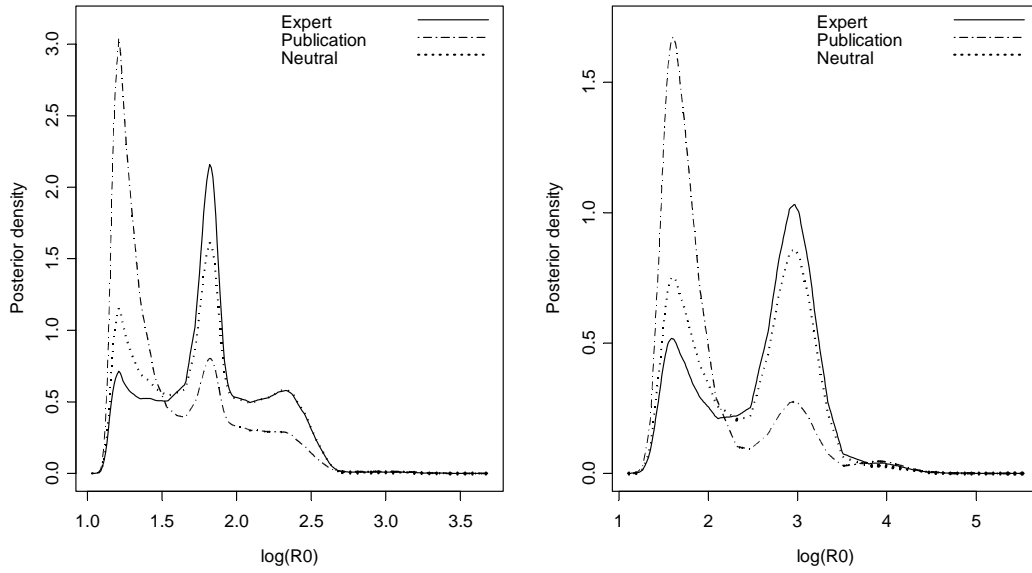 Expert
Publication
Neutral
Posterior density
0.0 0.5 1.0 1.5 2.0 2.5 3.0
1.0 1.5 2.0 2.5 3.0 3.5
log(R0)
Expert
Publication
Neutral
Posterior density
0.0 0.5 1.0 1.5
1 2 3 4 5
log(R0)